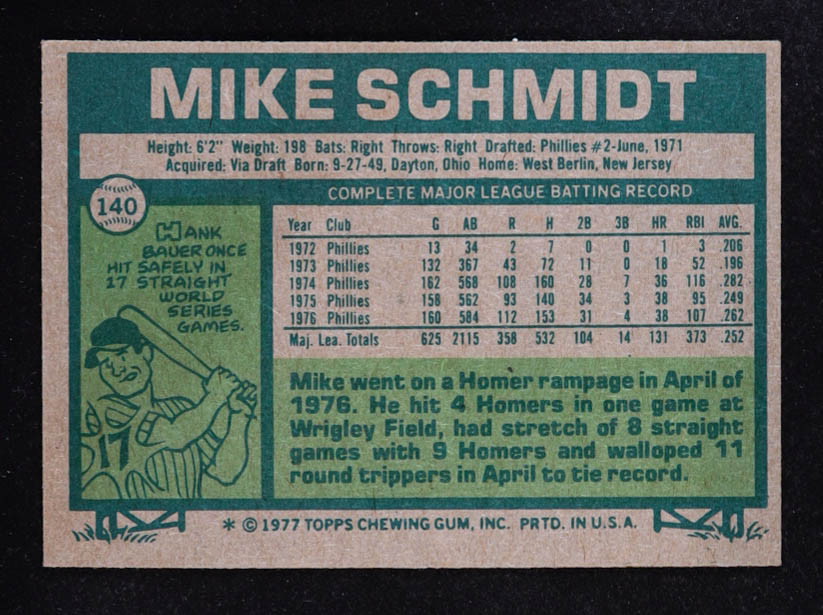 MIKE SCHMIDT
Height: 6'2" Weight: 198 Bats: Right Throws: Right Drafted: Phillies #2-June, 1971
Acquired: Via Draft Born: 9-27-49, Dayton, Ohio Home: West Berlin, New Jersey
140
HANK
BAUER ONCE
HIT SAFELY IN
17 STRAIGHT
WORLD
SERIES
GAMES.
17
COMPLETE MAJOR LEAGUE BATTING RECORD
Year Club G AB R H 2B 3B HR RBI AVG.
1972 Phillies 13 34 2 7 0 0 1 3 .206
1973 Phillies 132 367 43 72 11 0 18 52 .196
1974 Phillies 162 568 108 160 28 7 36 116 .282
1975 Phillies 158 562 93 140 34 3 38 95 .249
1976 Phillies 160 584 112 153 31 4 38 107 .262
Maj. Lea. Totals 625 2115 358 532 104 14 131 373 .252
Mike went on a Homer rampage in April of
1976. He hit 4 Homers in one game at
Wrigley Field, had stretch of 8 straight
games with 9 Homers and walloped 11
round trippers in April to tie record.
* © 1977 TOPPS CHEWING GUM, INC. PRTD. IN U.S.A.